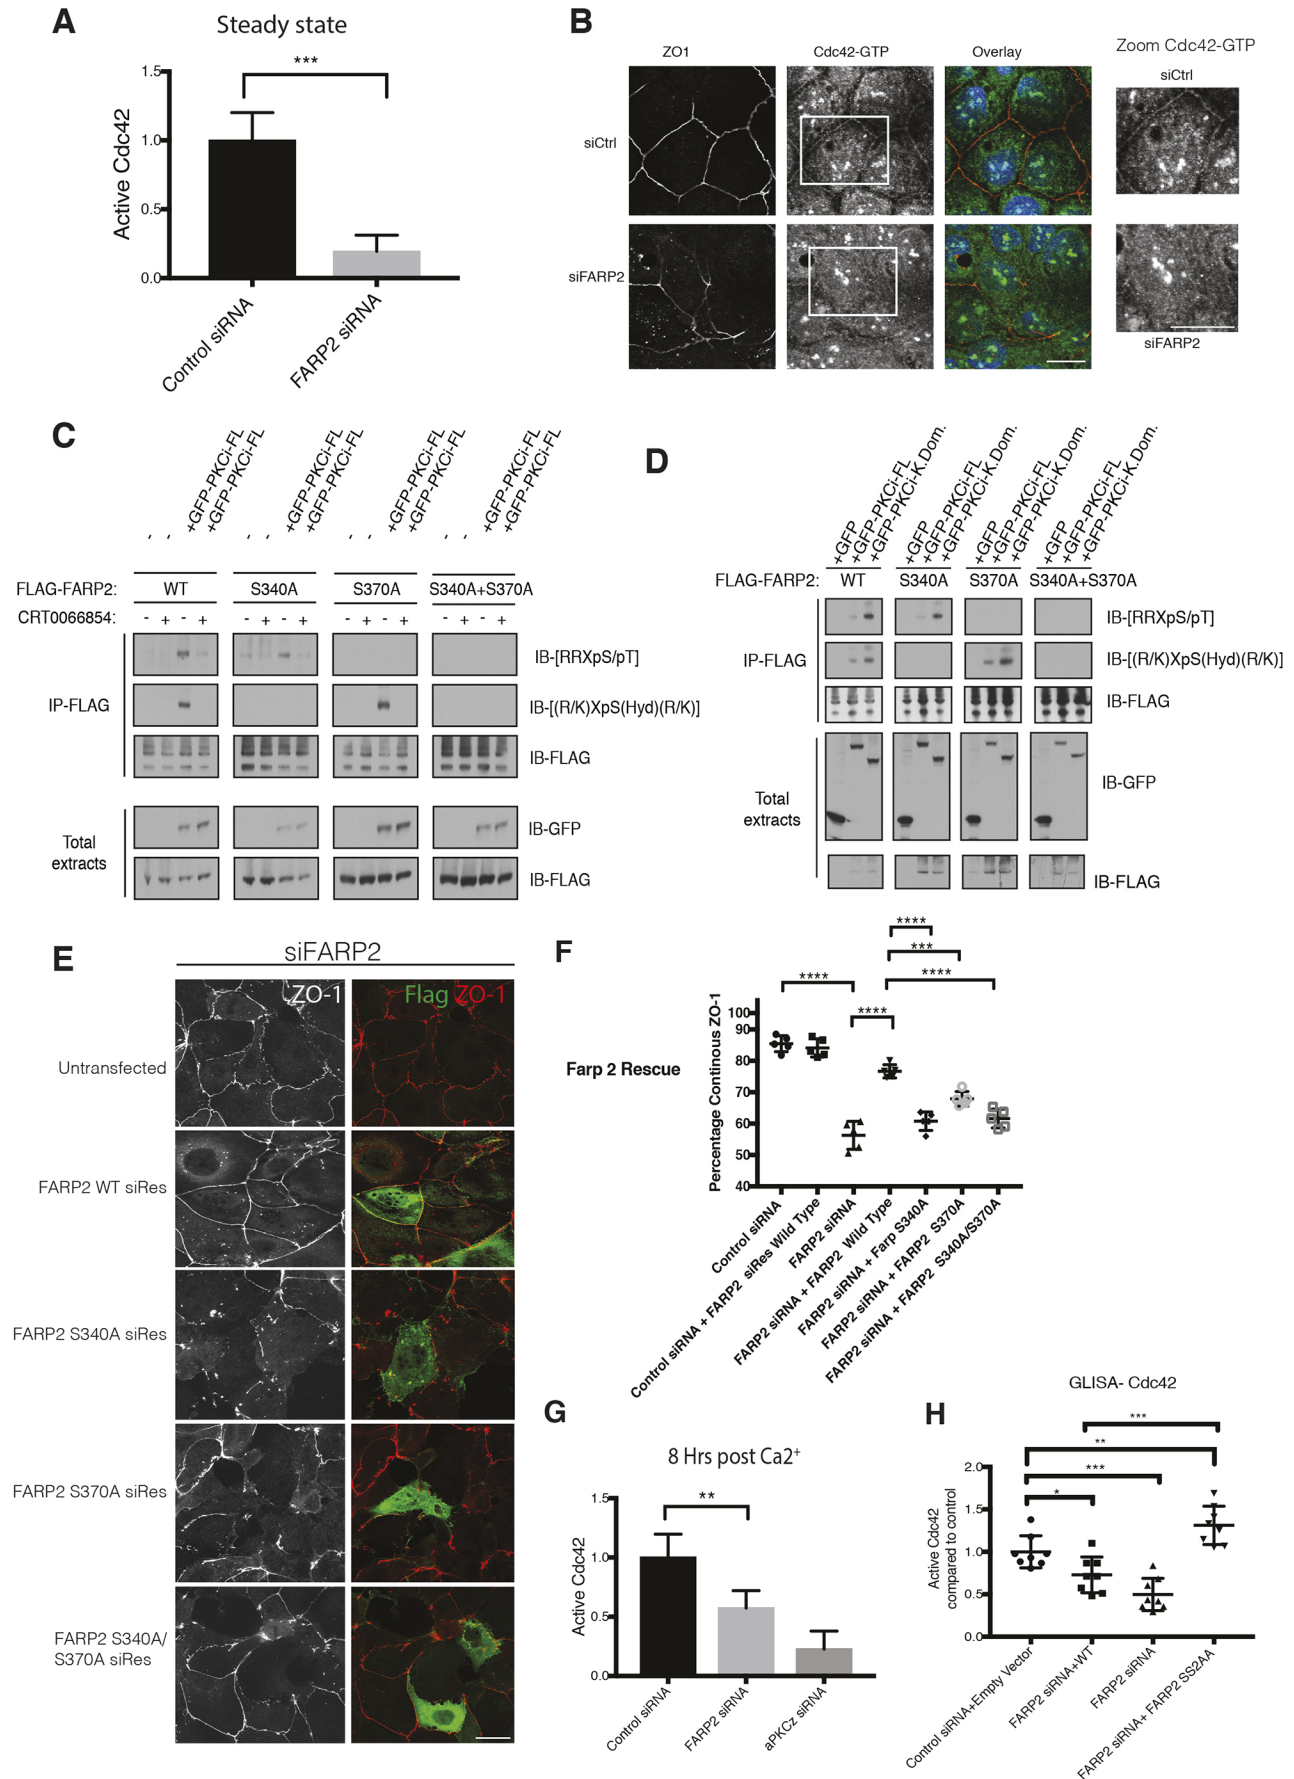 A
Steady state
***
Active Cdc42
1.5
1.0
0.5
0.0
Control siRNA
FARP2 siRNA
B
ZO1
Cdc42-GTP
Overlay
Zoom Cdc42-GTP
siCtrl
siCtrl
siFARP2
siFARP2
C
- - +GFP-PKCi-FL +GFP-PKCi-FL - - +GFP-PKCi-FL +GFP-PKCi-FL - - +GFP-PKCi-FL +GFP-PKCi-FL - - +GFP-PKCi-FL +GFP-PKCi-FL
FLAG-FARP2: WT S340A S370A S340A+S370A
CRT0066854: - + - + - + - + - + - + - + - +
IP-FLAG
IB-[RRXpS/pT]
IB-[(R/K)XpS(Hyd)(R/K)]
IB-FLAG
Total extracts
IB-GFP
IB-FLAG
D
+GFP +GFP-PKCi-FL +GFP-PKCi-K.Dom. +GFP +GFP-PKCi-FL +GFP-PKCi-K.Dom. +GFP +GFP-PKCi-FL +GFP-PKCi-K.Dom. +GFP +GFP-PKCi-FL +GFP-PKCi-K.Dom.
FLAG-FARP2: WT S340A S370A S340A+S370A
IP-FLAG
IB-[RRXpS/pT]
IB-[(R/K)XpS(Hyd)(R/K)]
IB-FLAG
Total extracts
IB-GFP
IB-FLAG
E
siFARP2
ZO-1
Flag ZO-1
Untransfected
FARP2 WT siRes
FARP2 S340A siRes
FARP2 S370A siRes
FARP2 S340A/
S370A siRes
F
Farp 2 Rescue
****
***
****
****
****
Percentage Continous ZO-1
100
90
80
70
60
50
40
Control siRNA
Control siRNA + FARP2 siRes Wild Type
FARP2 siRNA
FARP2 siRNA + FARP2 Wild Type
FARP2 siRNA + Farp S340A
FARP2 siRNA + FARP2 S370A
FARP2 siRNA + FARP2 S340A/S370A
G
8 Hrs post Ca2+
**
Active Cdc42
1.5
1.0
0.5
0.0
Control siRNA
FARP2 siRNA
aPKCz siRNA
H
GLISA- Cdc42
***
**
***
*
Active Cdc42
compared to control
2.0
1.5
1.0
0.5
0.0
Control siRNA+Empty Vector
FARP2 siRNA+WT
FARP2 siRNA
FARP2 siRNA+ FARP2 SS2AA